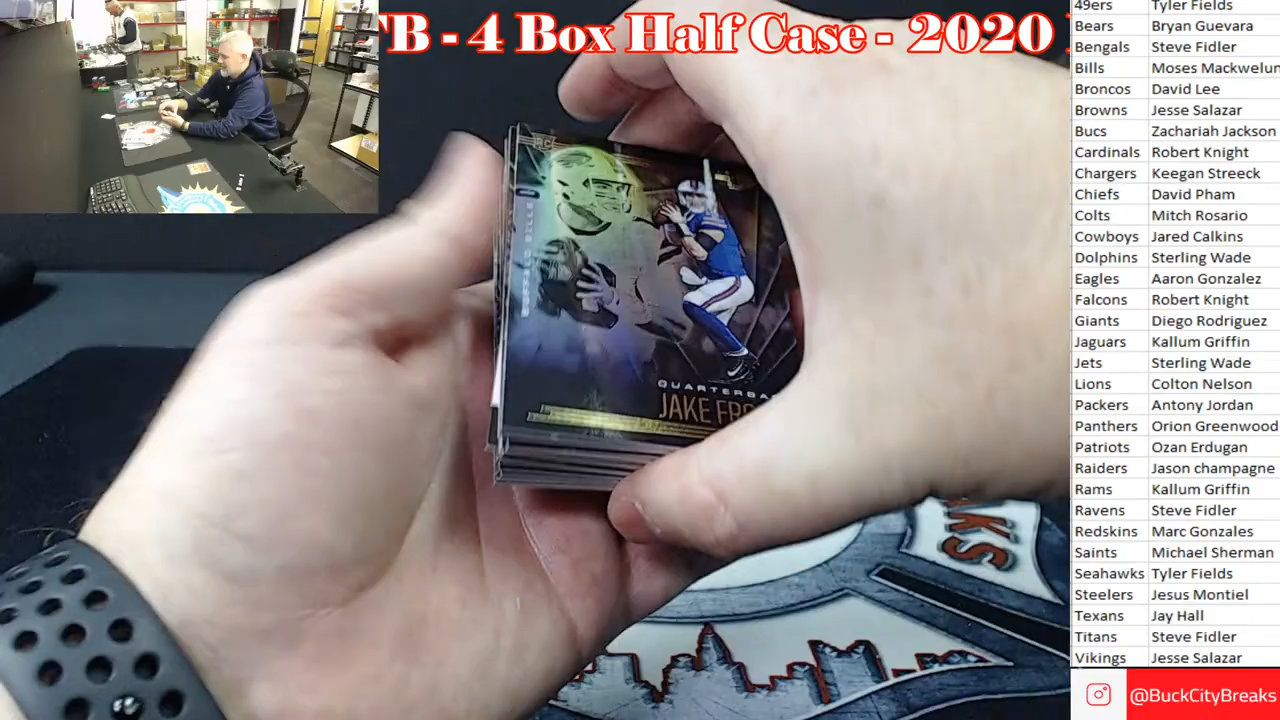 TB - 4 Box Half Case - 2020
49ers Tyler Fields
Bears Bryan Guevara
Bengals Steve Fidler
Bills Moses Mackwelun
Broncos David Lee
Browns Jesse Salazar
Bucs Zachariah Jackson
Cardinals Robert Knight
Chargers Keegan Streeck
Chiefs David Pham
Colts Mitch Rosario
Cowboys Jared Calkins
Dolphins Sterling Wade
Eagles Aaron Gonzalez
Falcons Robert Knight
Giants Diego Rodriguez
Jaguars Kallum Griffin
Jets Sterling Wade
Lions Colton Nelson
Packers Antony Jordan
Panthers Orion Greenwood
Patriots Ozan Erdugan
Raiders Jason champagne
Rams Kallum Griffin
Ravens Steve Fidler
Redskins Marc Gonzales
Saints Michael Sherman
Seahawks Tyler Fields
Steelers Jesus Montiel
Texans Jay Hall
Titans Steve Fidler
Vikings Jesse Salazar
@BuckCityBreaks
RC
BUFFALO BILLS
QUARTERBA
JAKE FRO
AKS